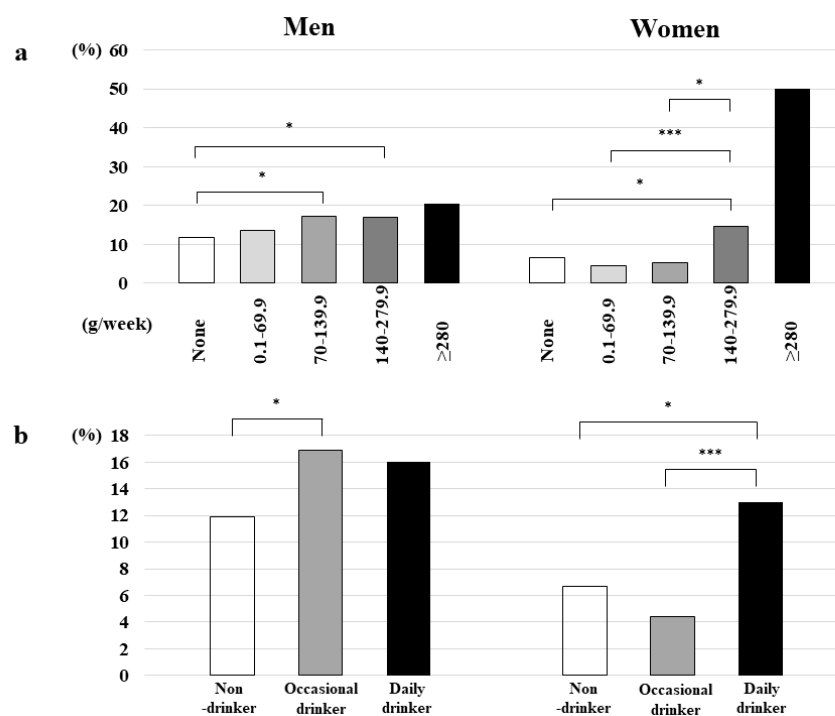 Men
Women
a
(%)
60
50
40
30
20
10
0
*
*
*
***
*
(g/week)
None
0.1-69.9
70-139.9
140-279.9
≥280
None
0.1-69.9
70-139.9
140-279.9
≥280
b
(%)
18
16
14
12
10
8
6
4
2
0
*
*
***
Non
-drinker
Occasional
drinker
Daily
drinker
Non
-drinker
Occasional
drinker
Daily
drinker